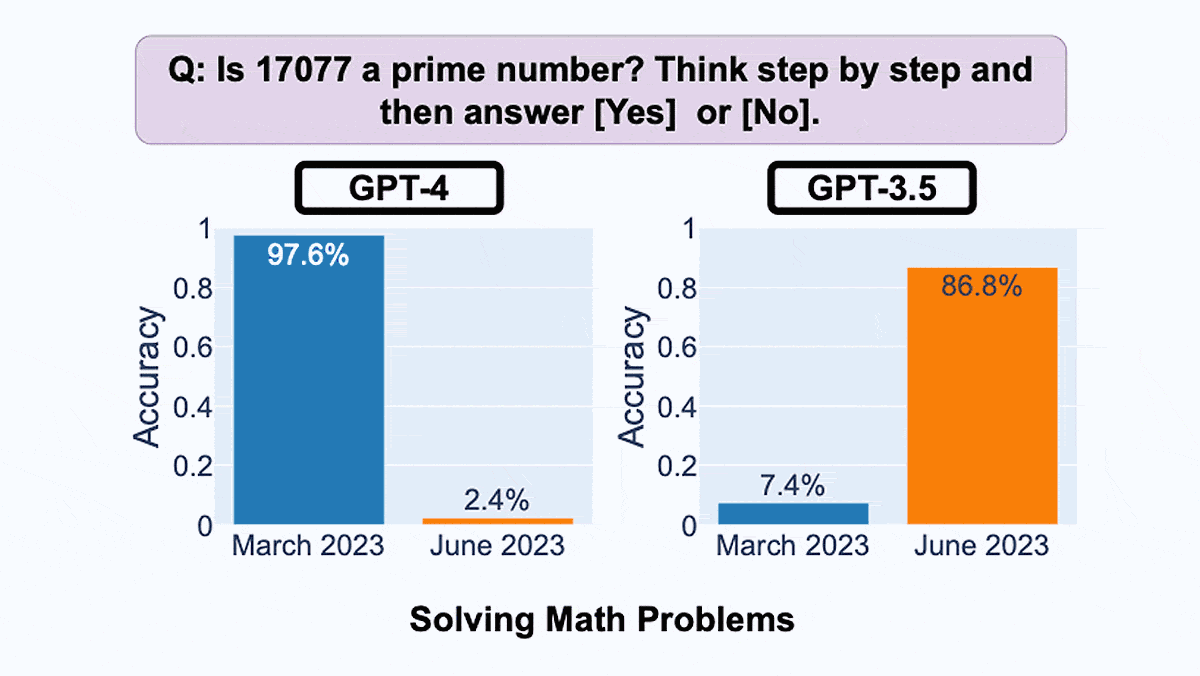 Q: Is 17077 a prime number? Think step by step and
then answer [Yes] or [No].
GPT-4
GPT-3.5
Accuracy
1
0.8
0.6
0.4
0.2
0
97.6%
2.4%
March 2023
June 2023
Accuracy
1
0.8
0.6
0.4
0.2
0
7.4%
86.8%
March 2023
June 2023
Solving Math Problems